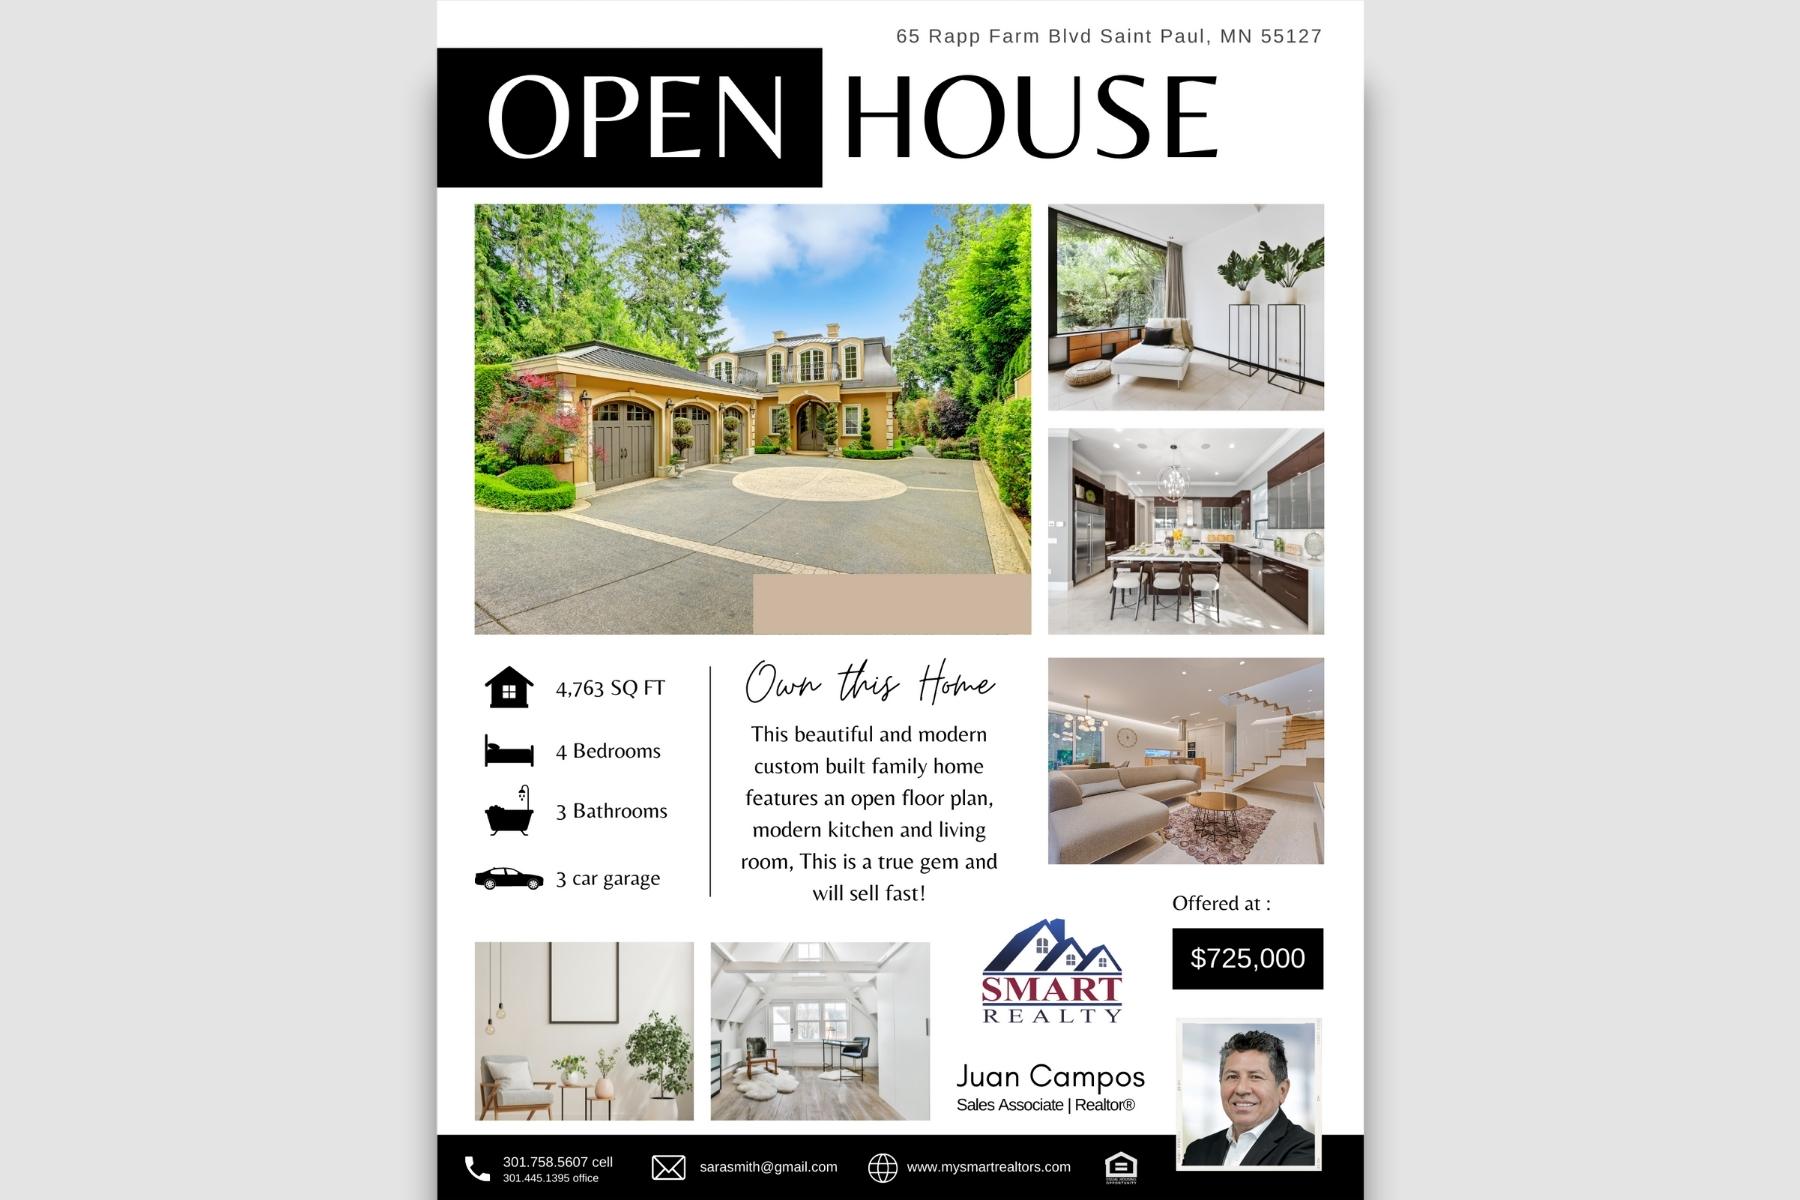 65 Rapp Farm Blvd Saint Paul, MN 55127
OPEN HOUSE
4,763 SQ FT
4 Bedrooms
3 Bathrooms
3 car garage
Own this Home
This beautiful and modern
custom built family home
features an open floor plan,
modern kitchen and living
room, This is a true gem and
will sell fast!
Offered at :
$725,000
SMART
REALTY
Juan Campos
Sales Associate | Realtor®
301.758.5607 cell
301.445.1395 office
sarasmith@gmail.com
www.mysmartrealtors.com
EQUAL HOUSING
OPPORTUNITY